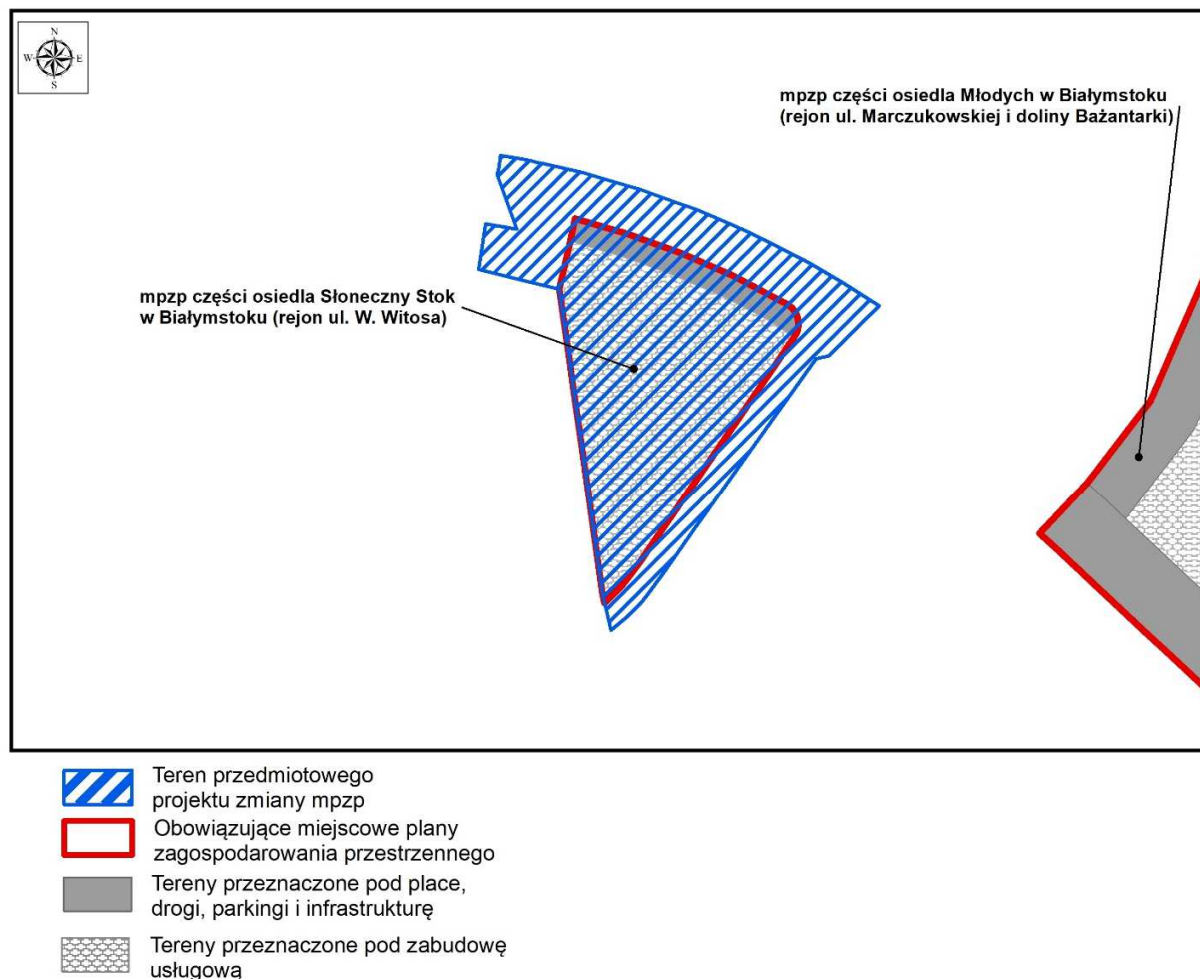 N
W E
S
mpzp części osiedla Młodych w Białymstoku
(rejon ul. Marczukowskiej i doliny Bażantarki)
mpzp części osiedla Słoneczny Stok
w Białymstoku (rejon ul. W. Witosa)
Teren przedmiotowego
projektu zmiany mpzp
Obowiązujące miejscowe plany
zagospodarowania przestrzennego
Tereny przeznaczone pod place,
drogi, parkingi i infrastrukturę
Tereny przeznaczone pod zabudowę
usługową